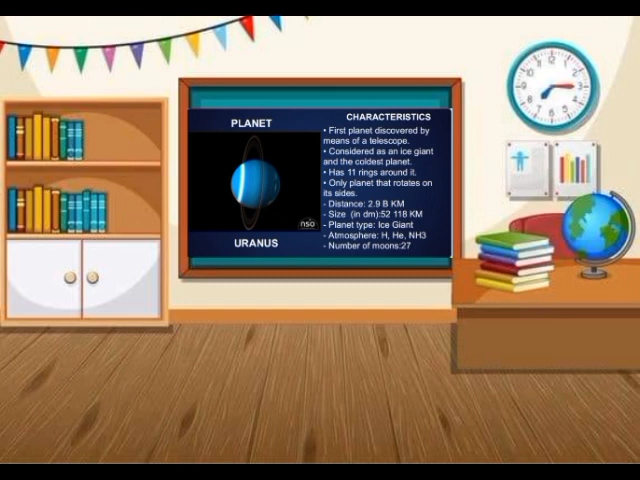 PLANET
URANUS
CHARACTERISTICS
• First planet discovered by
means of a telescope.
• Considered as an ice giant
and the coldest planet.
• Has 11 rings around it.
• Only planet that rotates on
its sides.
- Distance: 2.9 B KM
- Size (in dm):52 118 KM
- Planet type: Ice Giant
- Atmosphere: H, He, NH3
- Number of moons:27
nso